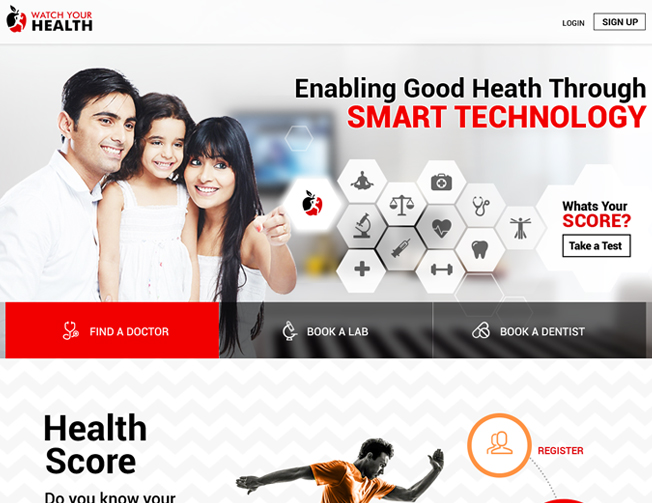 WATCH YOUR
HEALTH
LOGIN
SIGN UP
Enabling Good Heath Through
SMART TECHNOLOGY
Whats Your
SCORE?
Take a Test
FIND A DOCTOR
BOOK A LAB
BOOK A DENTIST
Health
Score
Do you know your
REGISTER